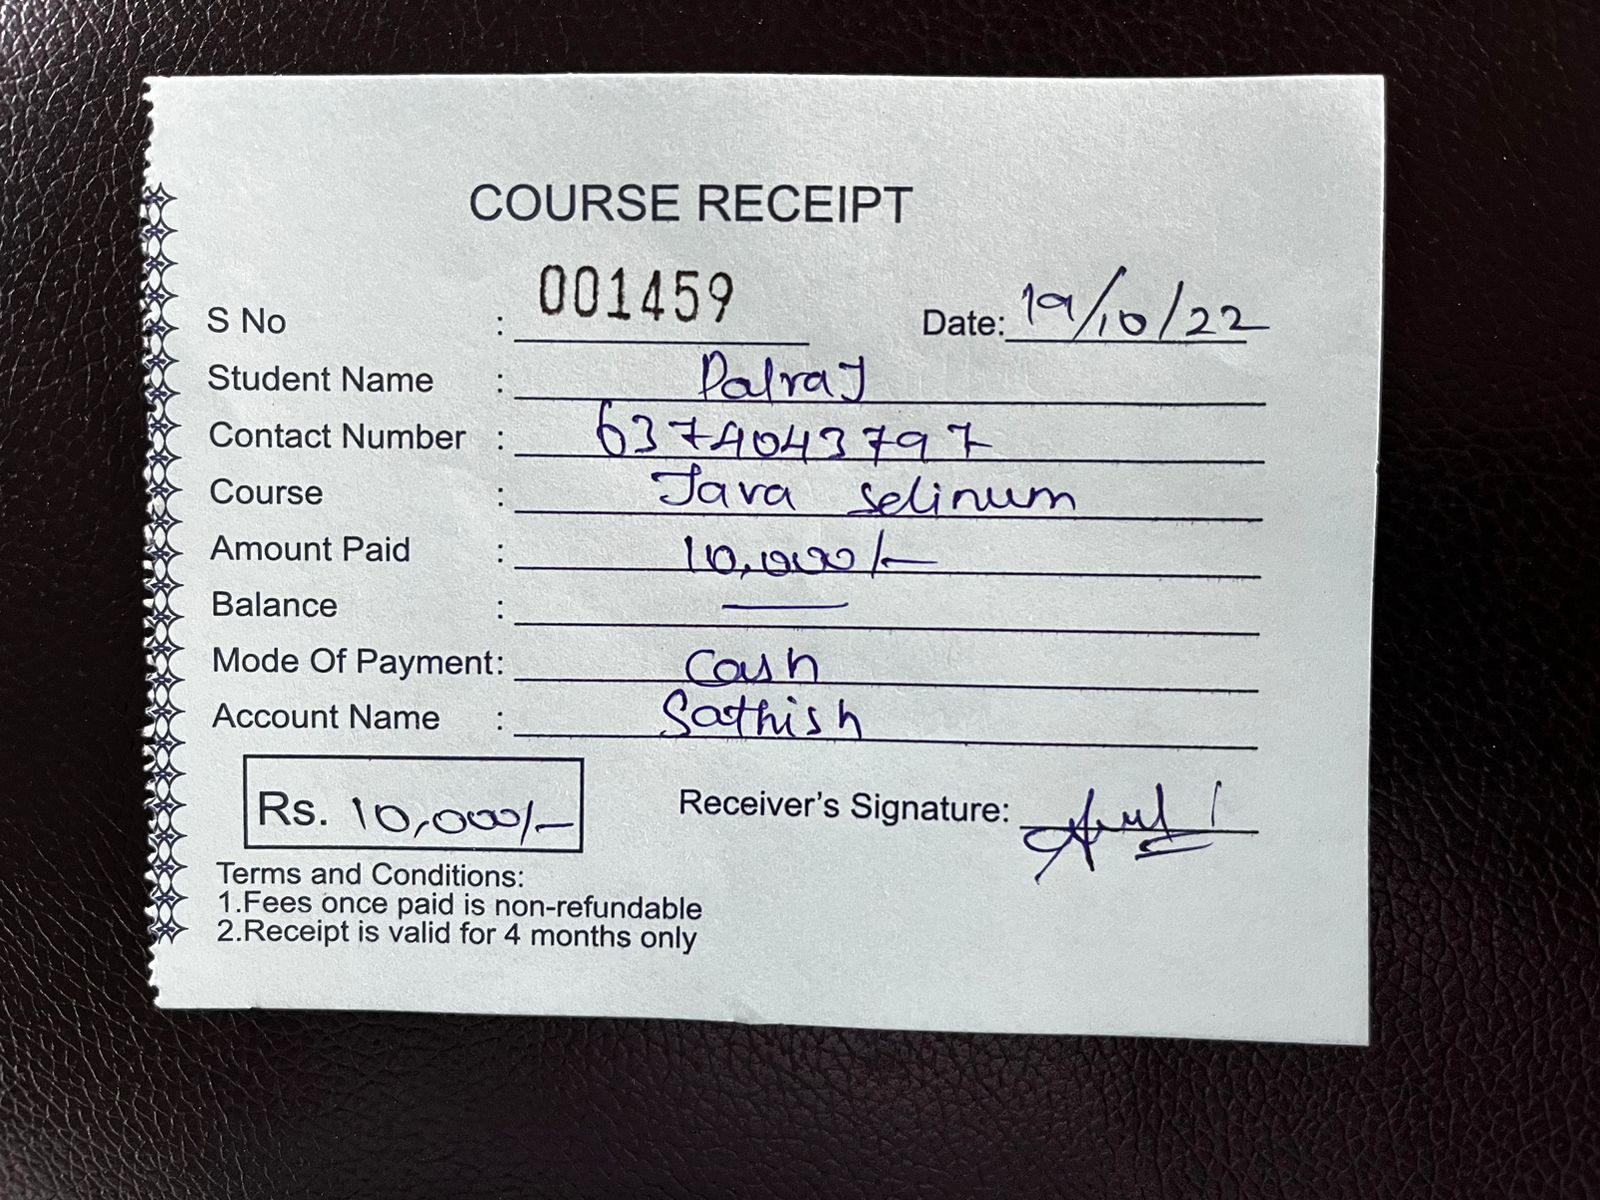 COURSE RECEIPT
S No : 001459 Date: 19/10/22
Student Name : Palraj
Contact Number : 6374043797
Course : Java selinum
Amount Paid : 10,000/-
Balance : —
Mode Of Payment: Cash
Account Name : Sathish
Rs. 10,000/- Receiver's Signature:
Terms and Conditions:
1.Fees once paid is non-refundable
2.Receipt is valid for 4 months only